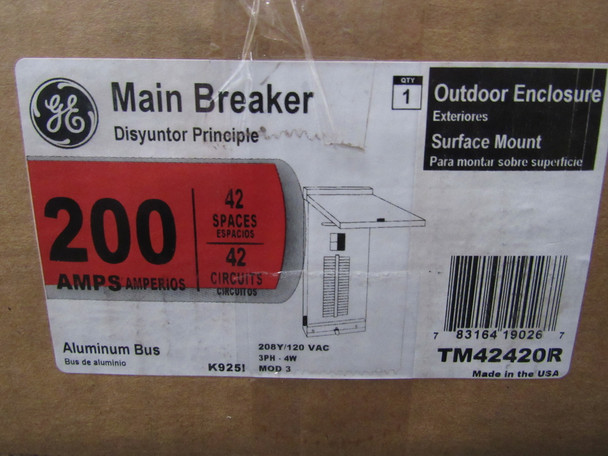 GE
Main Breaker
Disyuntor Principle
QTY
1
Outdoor Enclosure
Exteriores
Surface Mount
Para montar sobre superficie
200
AMPS AMPERIOS
42
SPACES
ESPACIOS
42
CIRCUITS
CIRCUITOS
Aluminum Bus
Bus de aluminio
K925I
208Y/120 VAC
3PH - 4W
MOD 3
7 83164 19026 7
TM42420R
Made in the USA